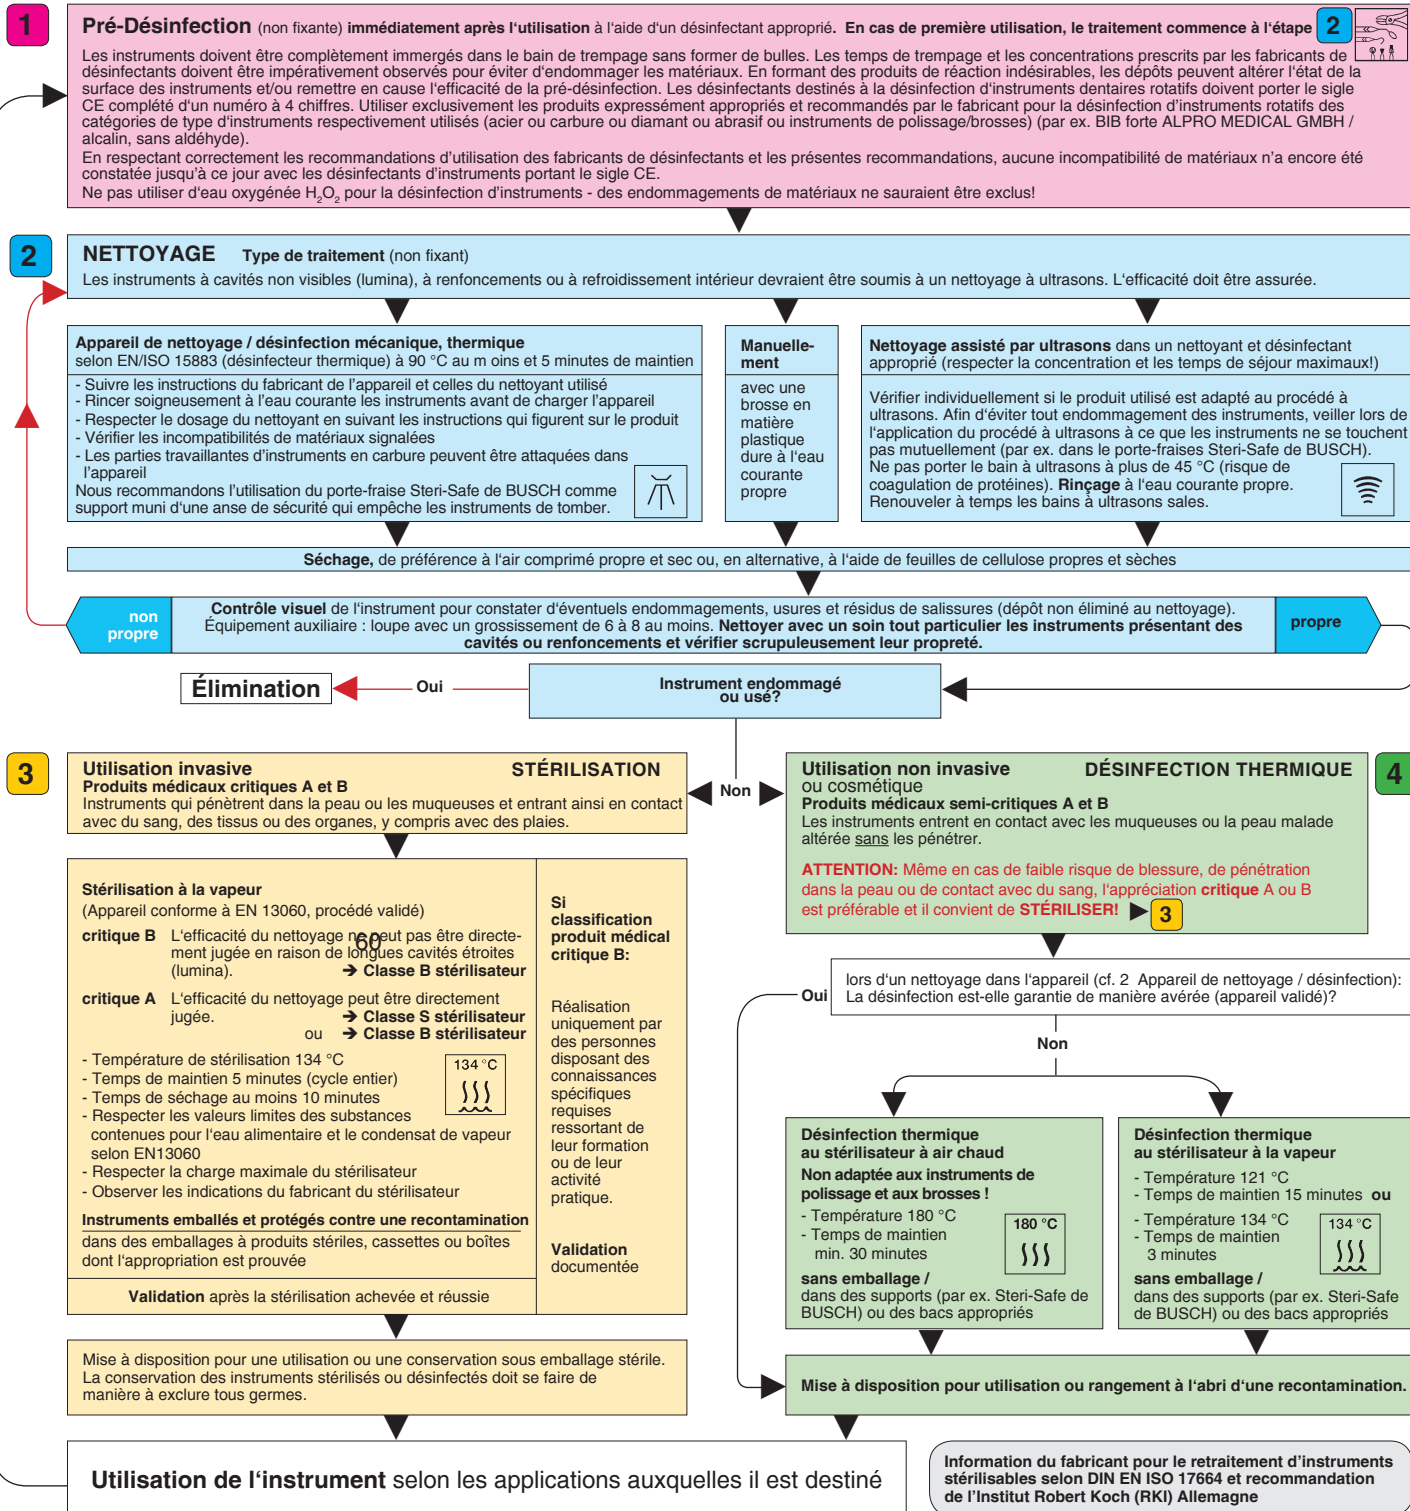 1
Pré-Désinfection (non fixante) immédiatement après l'utilisation à l'aide d'un désinfectant approprié. En cas de première utilisation, le traitement commence à l'étape 2
Les instruments doivent être complètement immergés dans le bain de trempage sans former de bulles. Les temps de trempage et les concentrations prescrits par les fabricants de
désinfectants doivent être impérativement observés pour éviter d'endommager les matériaux. En formant des produits de réaction indésirables, les dépôts peuvent altérer l'état de la
surface des instruments et/ou remettre en cause l'efficacité de la pré-désinfection. Les désinfectants destinés à la désinfection d'instruments dentaires rotatifs doivent porter le sigle
CE complété d'un numéro à 4 chiffres. Utiliser exclusivement les produits expressément appropriés et recommandés par le fabricant pour la désinfection d'instruments rotatifs des
catégories de type d'instruments respectivement utilisés (acier ou carbure ou diamant ou abrasif ou instruments de polissage/brosses) (par ex. BIB forte ALPRO MEDICAL GMBH /
alcalin, sans aldéhyde).
En respectant correctement les recommandations d'utilisation des fabricants de désinfectants et les présentes recommandations, aucune incompatibilité de matériaux n'a encore été
constatée jusqu'à ce jour avec les désinfectants d'instruments portant le sigle CE.
Ne pas utiliser d'eau oxygénée H2O2 pour la désinfection d'instruments - des endommagements de matériaux ne sauraient être exclus!
2
NETTOYAGE Type de traitement (non fixant)
Les instruments à cavités non visibles (lumina), à renfoncements ou à refroidissement intérieur devraient être soumis à un nettoyage à ultrasons. L'efficacité doit être assurée.
Appareil de nettoyage / désinfection mécanique, thermique
selon EN/ISO 15883 (désinfecteur thermique) à 90 °C au m oins et 5 minutes de maintien
- Suivre les instructions du fabricant de l'appareil et celles du nettoyant utilisé
- Rincer soigneusement à l'eau courante les instruments avant de charger l'appareil
- Respecter le dosage du nettoyant en suivant les instructions qui figurent sur le produit
- Vérifier les incompatibilités de matériaux signalées
- Les parties travaillantes d'instruments en carbure peuvent être attaquées dans
l'appareil
Nous recommandons l'utilisation du porte-fraise Steri-Safe de BUSCH comme
support muni d'une anse de sécurité qui empêche les instruments de tomber.
Manuelle-
ment
avec une
brosse en
matière
plastique
dure à l'eau
courante
propre
Nettoyage assisté par ultrasons dans un nettoyant et désinfectant
approprié (respecter la concentration et les temps de séjour maximaux!)
Vérifier individuellement si le produit utilisé est adapté au procédé à
ultrasons. Afin d'éviter tout endommagement des instruments, veiller lors de
l'application du procédé à ultrasons à ce que les instruments ne se touchent
pas mutuellement (par ex. dans le porte-fraises Steri-Safe de BUSCH).
Ne pas porter le bain à ultrasons à plus de 45 °C (risque de
coagulation de protéines). Rinçage à l'eau courante propre.
Renouveler à temps les bains à ultrasons sales.
Séchage, de préférence à l'air comprimé propre et sec ou, en alternative, à l'aide de feuilles de cellulose propres et sèches
non
propre
Contrôle visuel de l'instrument pour constater d'éventuels endommagements, usures et résidus de salissures (dépôt non éliminé au nettoyage).
Équipement auxiliaire : loupe avec un grossissement de 6 à 8 au moins. Nettoyer avec un soin tout particulier les instruments présentant des
cavités ou renfoncements et vérifier scrupuleusement leur propreté.
propre
Élimination
Oui
Instrument endommagé
ou usé?
Non
3
Utilisation invasive STÉRILISATION
Produits médicaux critiques A et B
Instruments qui pénètrent dans la peau ou les muqueuses et entrant ainsi en contact
avec du sang, des tissus ou des organes, y compris avec des plaies.
Stérilisation à la vapeur
(Appareil conforme à EN 13060, procédé validé)
critique B L'efficacité du nettoyage ne peut pas être directe-
ment jugée en raison de longues cavités étroites
(lumina). ➔ Classe B stérilisateur
60
critique A L'efficacité du nettoyage peut être directement
jugée. ➔ Classe S stérilisateur
ou ➔ Classe B stérilisateur
- Température de stérilisation 134 °C
- Temps de maintien 5 minutes (cycle entier)
- Temps de séchage au moins 10 minutes
- Respecter les valeurs limites des substances
contenues pour l'eau alimentaire et le condensat de vapeur
selon EN13060
- Respecter la charge maximale du stérilisateur
- Observer les indications du fabricant du stérilisateur
134 °C
Instruments emballés et protégés contre une recontamination
dans des emballages à produits stériles, cassettes ou boîtes
dont l'appropriation est prouvée
Validation après la stérilisation achevée et réussie
Si
classification
produit médical
critique B:
Réalisation
uniquement par
des personnes
disposant des
connaissances
spécifiques
requises
ressortant de
leur formation
ou de leur
activité
pratique.
Validation
documentée
Mise à disposition pour une utilisation ou une conservation sous emballage stérile.
La conservation des instruments stérilisés ou désinfectés doit se faire de
manière à exclure tous germes.
4
Utilisation non invasive DÉSINFECTION THERMIQUE
ou cosmétique
Produits médicaux semi-critiques A et B
Les instruments entrent en contact avec les muqueuses ou la peau malade
altérée sans les pénétrer.
ATTENTION: Même en cas de faible risque de blessure, de pénétration
dans la peau ou de contact avec du sang, l'appréciation critique A ou B
est préférable et il convient de STÉRILISER! 3
Oui
lors d'un nettoyage dans l'appareil (cf. 2 Appareil de nettoyage / désinfection):
La désinfection est-elle garantie de manière avérée (appareil validé)?
Non
Désinfection thermique
au stérilisateur à air chaud
Non adaptée aux instruments de
polissage et aux brosses !
- Température 180 °C
- Temps de maintien
min. 30 minutes
180 °C
sans emballage /
dans des supports (par ex. Steri-Safe de
BUSCH) ou des bacs appropriés
Désinfection thermique
au stérilisateur à la vapeur
- Température 121 °C
- Temps de maintien 15 minutes ou
- Température 134 °C
- Temps de maintien
3 minutes
134 °C
sans emballage /
dans des supports (par ex. Steri-Safe
de BUSCH) ou des bacs appropriés
Mise à disposition pour utilisation ou rangement à l'abri d'une recontamination.
Utilisation de l'instrument selon les applications auxquelles il est destiné
Information du fabricant pour le retraitement d'instruments
stérilisables selon DIN EN ISO 17664 et recommandation
de l'Institut Robert Koch (RKI) Allemagne